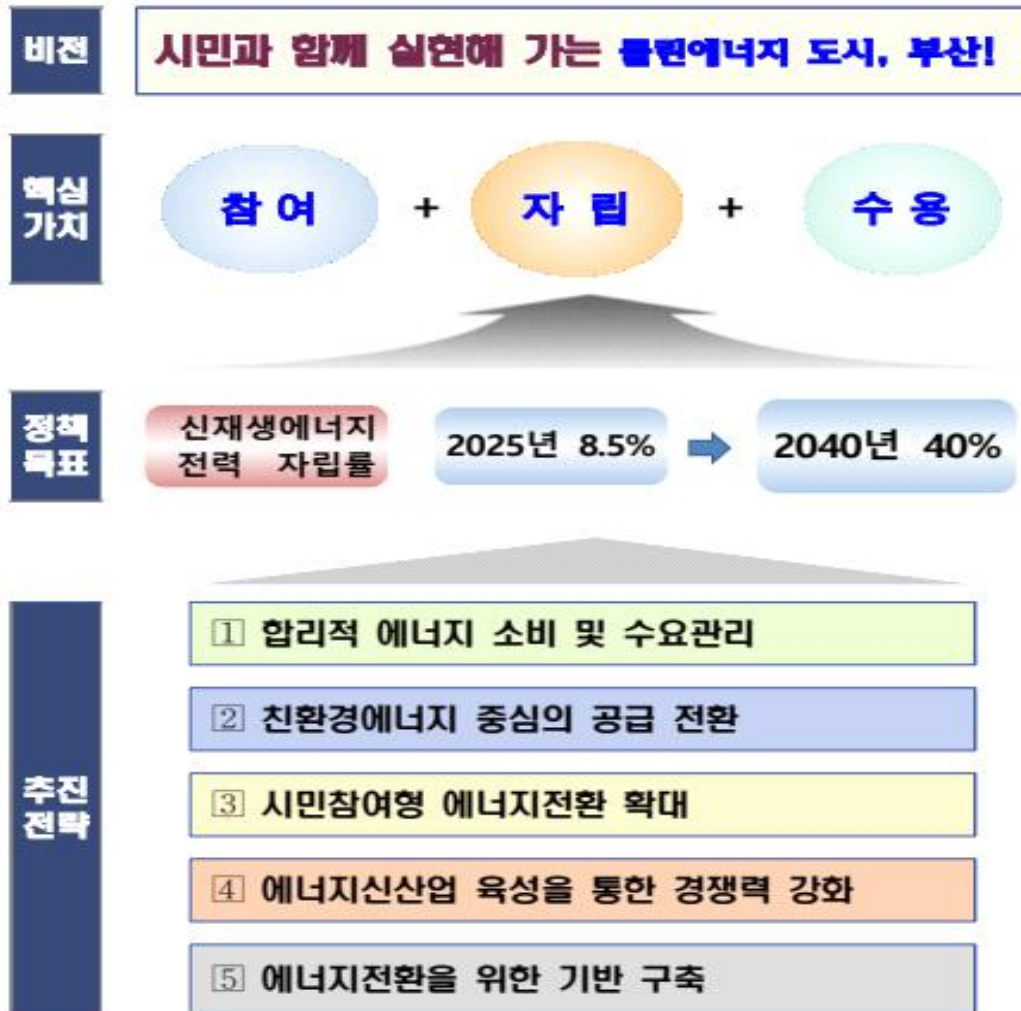 비전
시민과 함께 실현해 가는 클린에너지 도시, 부산!
핵심
가치
참 여 + 자 립 + 수 용
정책
목표
신재생에너지
전력 자립률
2025년 8.5%
2040년 40%
추진
전략
1 합리적 에너지 소비 및 수요관리
2 친환경에너지 중심의 공급 전환
3 시민참여형 에너지전환 확대
4 에너지신산업 육성을 통한 경쟁력 강화
5 에너지전환을 위한 기반 구축